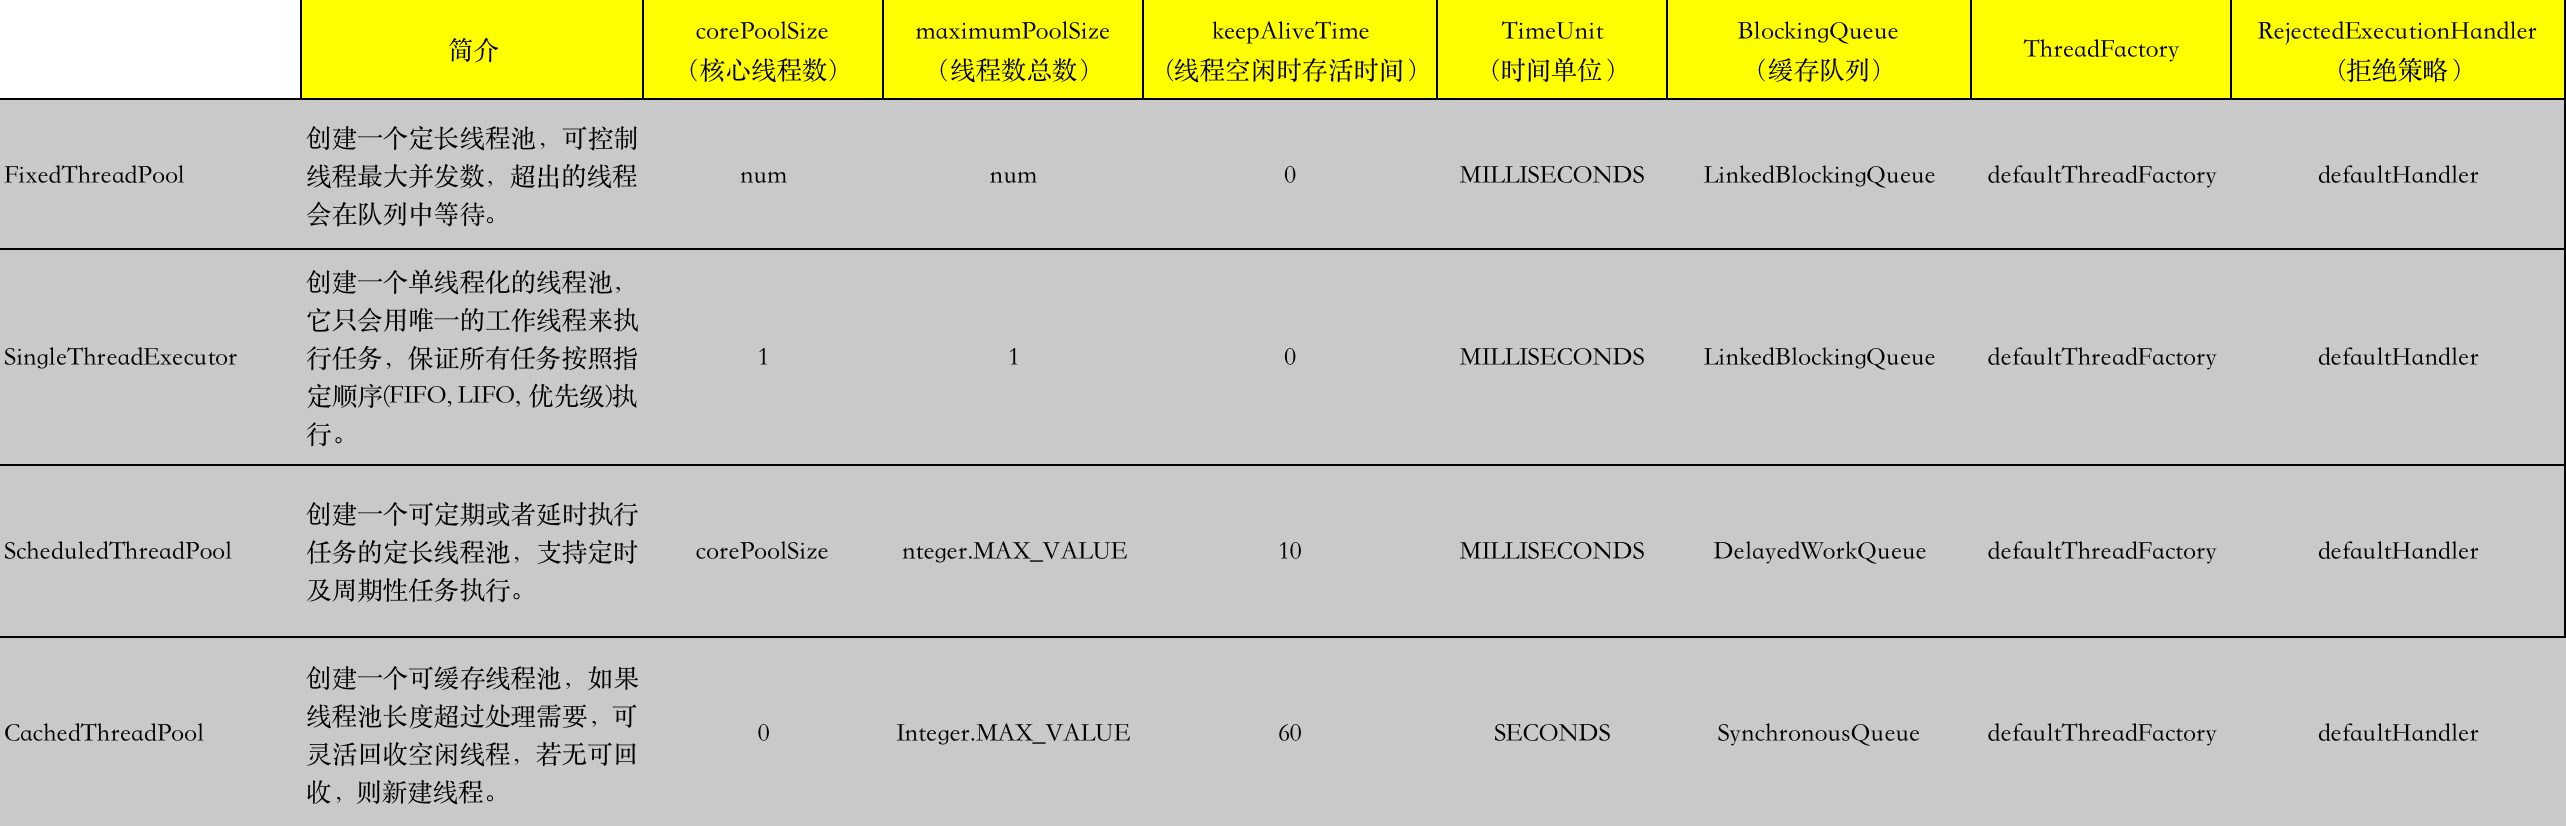 简介
corePoolSize
（核心线程数）
maximumPoolSize
（线程数总数）
keepAliveTime
（线程空闲时存活时间）
TimeUnit
（时间单位）
BlockingQueue
（缓存队列）
ThreadFactory
RejectedExecutionHandler
（拒绝策略）
FixedThreadPool
创建一个定长线程池，可控制
线程最大并发数，超出的线程
会在队列中等待。
num
num
0
MILLISECONDS
LinkedBlockingQueue
defaultThreadFactory
defaultHandler
SingleThreadExecutor
创建一个单线程化的线程池，
它只会用唯一的工作线程来执
行任务，保证所有任务按照指
定顺序(FIFO, LIFO, 优先级)执
行。
1
1
0
MILLISECONDS
LinkedBlockingQueue
defaultThreadFactory
defaultHandler
ScheduledThreadPool
创建一个可定期或者延时执行
任务的定长线程池，支持定时
及周期性任务执行。
corePoolSize
nteger.MAX_VALUE
10
MILLISECONDS
DelayedWorkQueue
defaultThreadFactory
defaultHandler
CachedThreadPool
创建一个可缓存线程池，如果
线程池长度超过处理需要，可
灵活回收空闲线程，若无可回
收，则新建线程。
0
Integer.MAX_VALUE
60
SECONDS
SynchronousQueue
defaultThreadFactory
defaultHandler